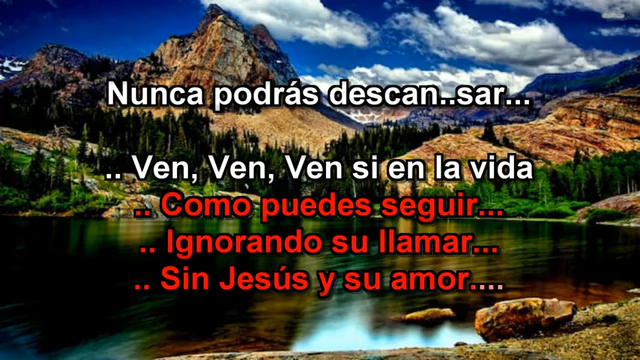 Nunca podrás descan..sar...
.. Ven, Ven, Ven si en la vida
.. Como puedes seguir...
.. Ignorando su llamar...
.. Sin Jesús y su amor....